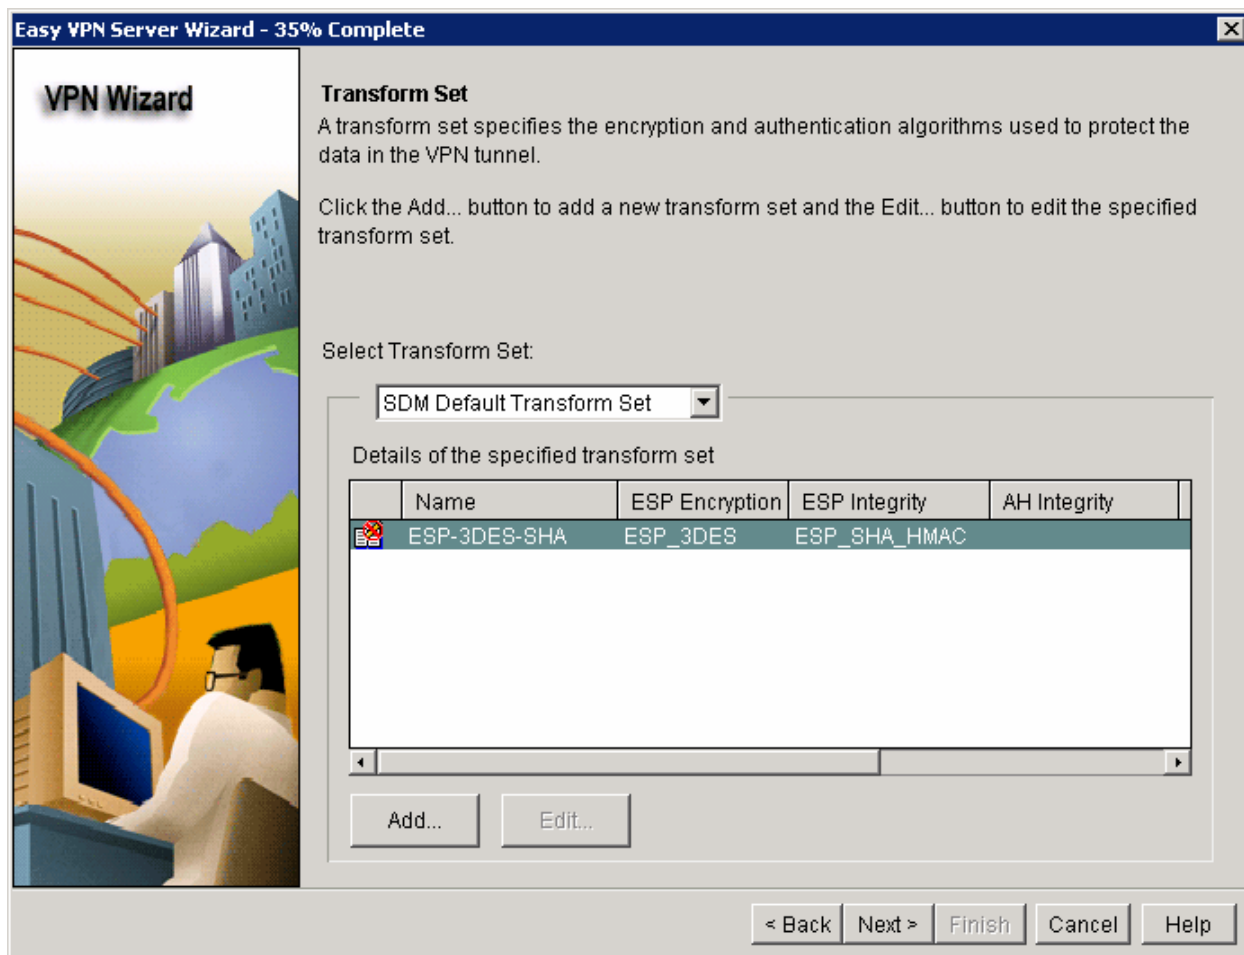 Easy VPN Server Wizard - 35% Complete
VPN Wizard
Transform Set
A transform set specifies the encryption and authentication algorithms used to protect the
data in the VPN tunnel.
Click the Add... button to add a new transform set and the Edit... button to edit the specified
transform set.
Select Transform Set:
SDM Default Transform Set
Details of the specified transform set
Name ESP Encryption ESP Integrity AH Integrity
ESP-3DES-SHA ESP_3DES ESP_SHA_HMAC
Add... Edit...
< Back Next > Finish Cancel Help